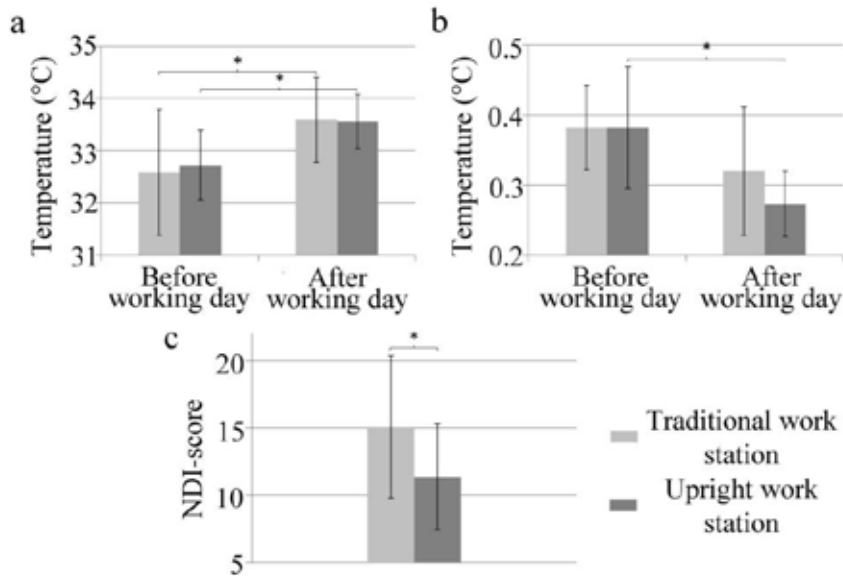 a
b
Temperature (°C)
35
34
33
32
31
*
*
Before
working day
After
working day
Temperature (°C)
0.5
0.4
0.3
0.2
*
Before
working day
After
working day
c
NDI-score
20
15
10
5
*
Traditional work
station
Upright work
station